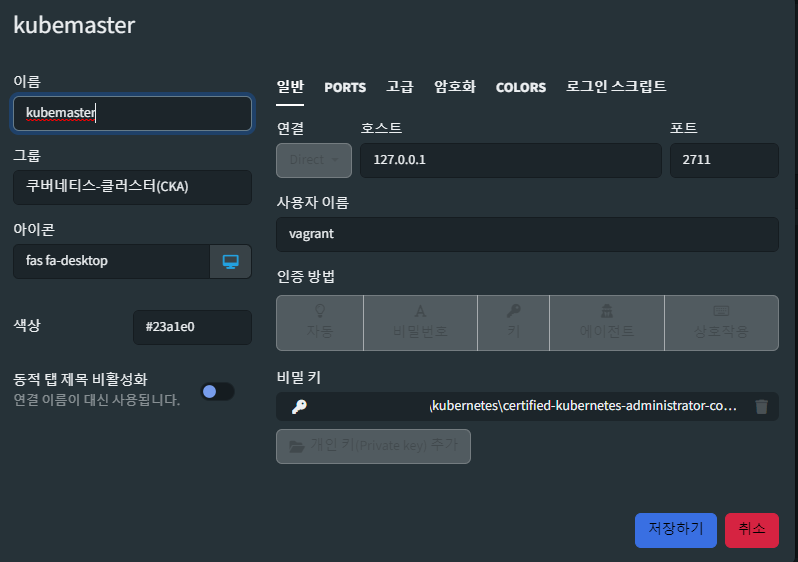 kubemaster
이름
kubemaster
그룹
쿠버네티스-클러스터(CKA)
아이콘
fas fa-desktop
색상
#23a1e0
동적 탭 제목 비활성화
연결 이름이 대신 사용됩니다.
일반 PORTS 고급 암호화 COLORS 로그인 스크립트
연결 호스트 포트
Direct 127.0.0.1 2711
사용자 이름
vagrant
인증 방법
자동 비밀번호 키 에이전트 상호작용
비밀 키
\kubernetes\certified-kubernetes-administrator-co...
개인 키(Private key) 추가
저장하기 취소